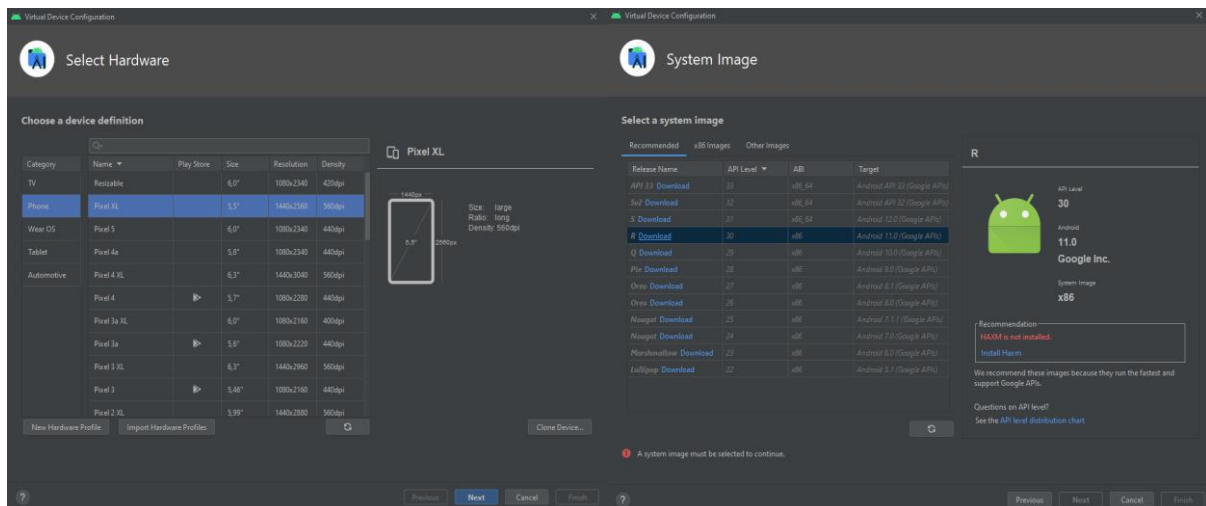 Virtual Device Configuration
Select Hardware
Choose a device definition
Category Name Play Store Size Resolution Density
TV Resizable 6,0" 1080x2340 420dpi
Phone Pixel XL 5,5" 1440x2560 560dpi
Wear OS Pixel 5 6,0" 1080x2340 440dpi
Tablet Pixel 4a 5,8" 1080x2340 440dpi
Automotive Pixel 4 XL 6,3" 1440x3040 560dpi
Pixel 4 5,7" 1080x2280 440dpi
Pixel 3a XL 6,0" 1080x2160 400dpi
Pixel 3a 5,6" 1080x2220 440dpi
Pixel 3 XL 6,3" 1440x2960 560dpi
Pixel 3 5,46" 1080x2160 440dpi
Pixel 2 XL 5,99" 1440x2880 560dpi
New Hardware Profile Import Hardware Profiles
Pixel XL
1440px
5,5" 2560px
Size: large
Ratio: long
Density: 560dpi
Clone Device...
? Previous Next Cancel Finish
Virtual Device Configuration
System Image
Select a system image
Recommended x86 Images Other Images
Release Name API Level ABI Target
API 33 Download 33 x86_64 Android API 33 (Google APIs)
Sv2 Download 32 x86_64 Android API 32 (Google APIs)
S Download 31 x86_64 Android 12.0 (Google APIs)
R Download 30 x86 Android 11.0 (Google APIs)
Q Download 29 x86 Android 10.0 (Google APIs)
Pie Download 28 x86 Android 9.0 (Google APIs)
Oreo Download 27 x86 Android 8.1 (Google APIs)
Oreo Download 26 x86 Android 8.0 (Google APIs)
Nougat Download 25 x86 Android 7.1.1 (Google APIs)
Nougat Download 24 x86 Android 7.0 (Google APIs)
Marshmallow Download 23 x86 Android 6.0 (Google APIs)
Lollipop Download 22 x86 Android 5.1 (Google APIs)
R
API Level
30
Android
11.0
Google Inc.
System Image
x86
Recommendation
HAXM is not installed.
Install Haxm
We recommend these images because they run the fastest and
support Google APIs.
Questions on API level?
See the API level distribution chart
A system image must be selected to continue.
? Previous Next Cancel Finish